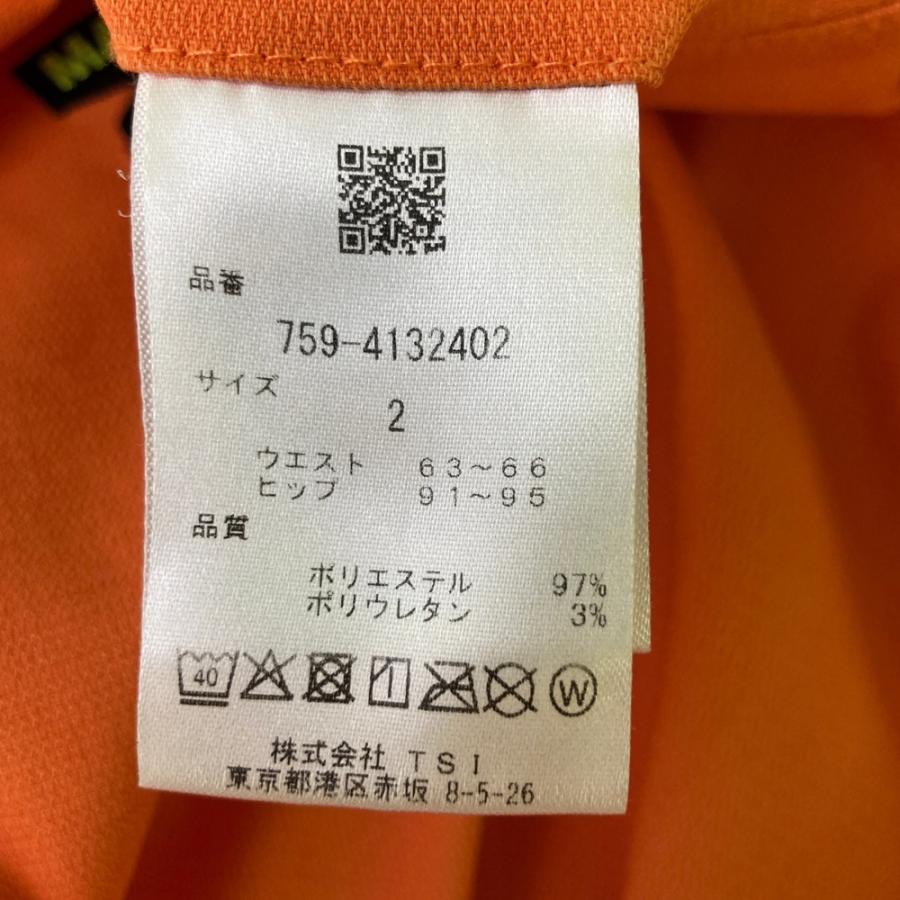 MA
品番
759-4132402
サイズ
2
ウエスト 63～66
ヒップ 91～95
品質
ポリエステル 97%
ポリウレタン 3%
40
W
株式会社 TSI
東京都港区赤坂 8-5-26